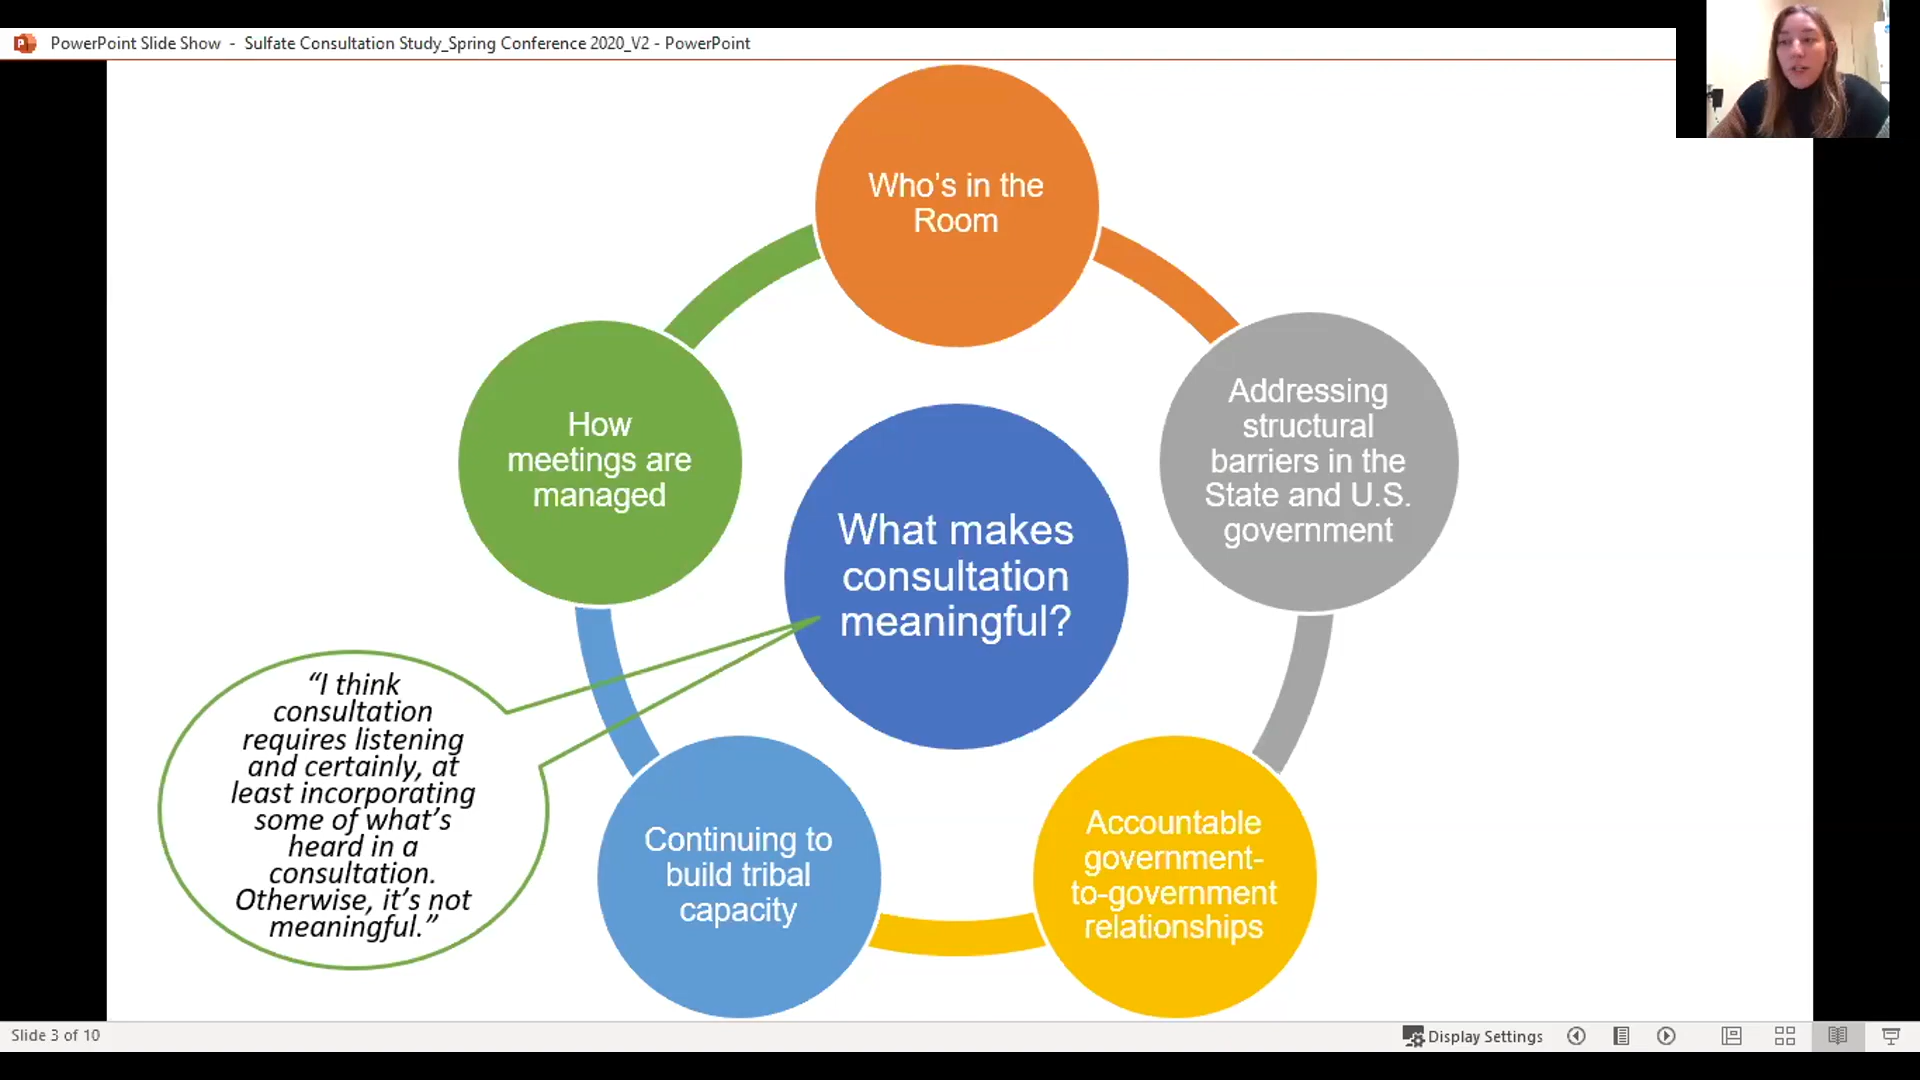 PowerPoint Slide Show - Sulfate Consultation Study_Spring Conference 2020_V2 - PowerPoint
Who's in the
Room
Addressing
structural
barriers in the
State and U.S.
government
How
meetings are
managed
What makes
consultation
meaningful?
“I think
consultation
requires listening
and certainly, at
least incorporating
some of what’s
heard in a
consultation.
Otherwise, it’s not
meaningful.”
Continuing to
build tribal
capacity
Accountable
government-
to-government
relationships
Slide 3 of 10
Display Settings